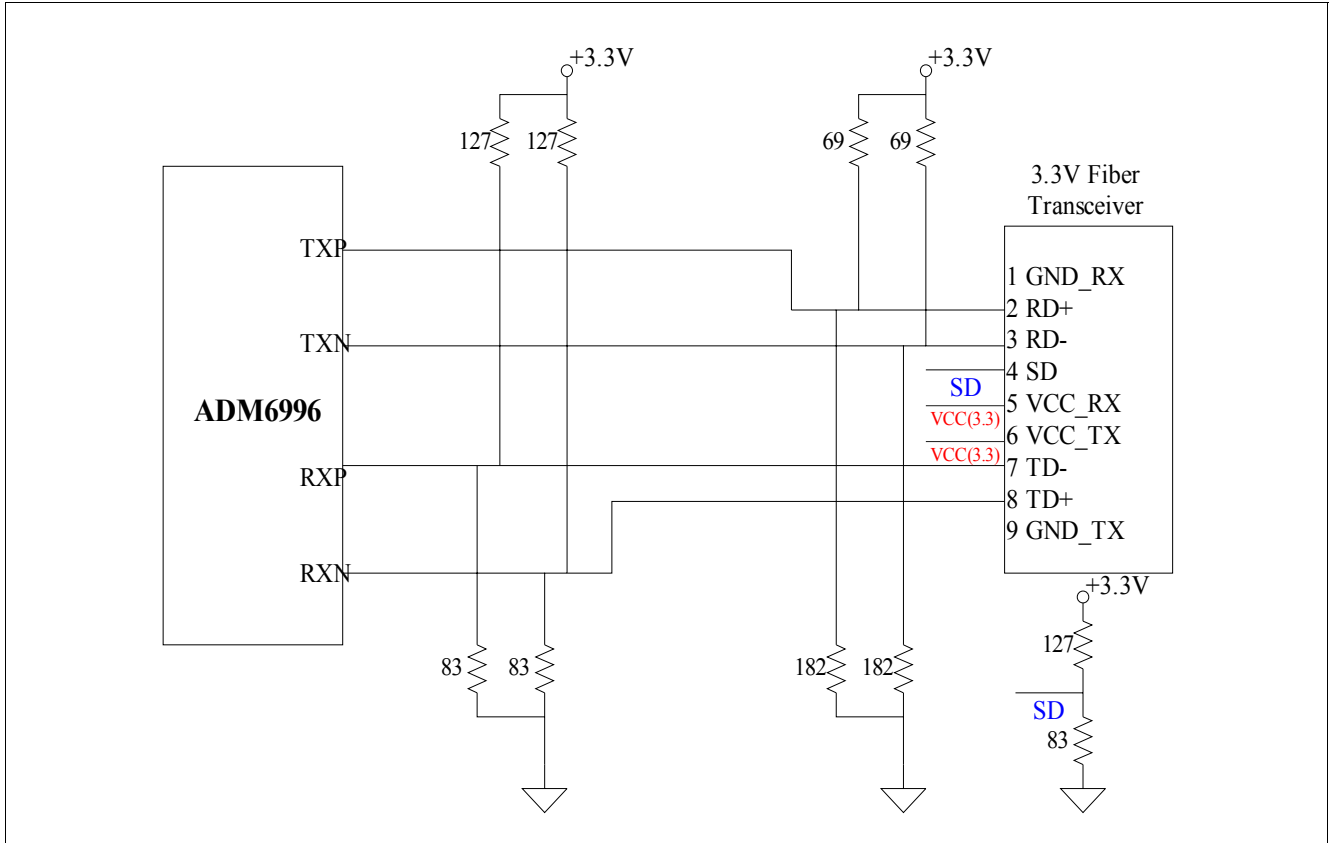 +3.3V
+3.3V
127
127
69
69
3.3V Fiber
Transceiver
TXP
1 GND_RX
2 RD+
TXN
3 RD-
4 SD
SD
5 VCC_RX
ADM6996
VCC(3.3)
6 VCC_TX
VCC(3.3)
7 TD-
RXP
8 TD+
9 GND_TX
RXN
+3.3V
127
83
83
182
182
SD
83